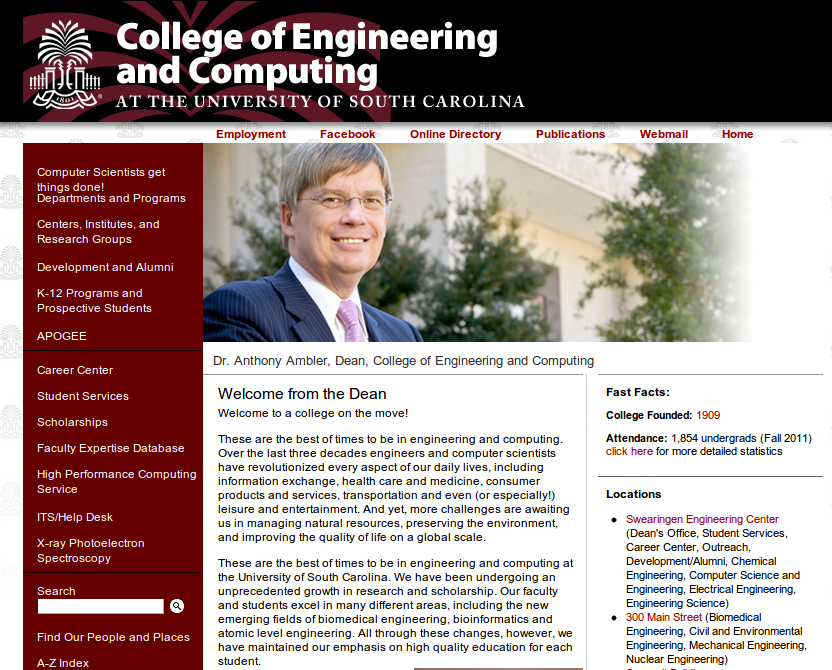 College of Engineering
and Computing
AT THE UNIVERSITY OF SOUTH CAROLINA
1801
Employment Facebook Online Directory Publications Webmail Home
Computer Scientists get
things done!
Departments and Programs
Centers, Institutes, and
Research Groups
Development and Alumni
K-12 Programs and
Prospective Students
APOGEE
Career Center
Student Services
Scholarships
Faculty Expertise Database
High Performance Computing
Service
ITS/Help Desk
X-ray Photoelectron
Spectroscopy
Search
Find Our People and Places
A-Z Index
Dr. Anthony Ambler, Dean, College of Engineering and Computing
Welcome from the Dean
Welcome to a college on the move!
These are the best of times to be in engineering and computing.
Over the last three decades engineers and computer scientists
have revolutionized every aspect of our daily lives, including
information exchange, health care and medicine, consumer
products and services, transportation and even (or especially!)
leisure and entertainment. And yet, more challenges are awaiting
us in managing natural resources, preserving the environment,
and improving the quality of life on a global scale.
These are the best of times to be in engineering and computing at
the University of South Carolina. We have been undergoing an
unprecedented growth in research and scholarship. Our faculty
and students excel in many different areas, including the new
emerging fields of biomedical engineering, bioinformatics and
atomic level engineering. All through these changes, however, we
have maintained our emphasis on high quality education for each
student.
Fast Facts:
College Founded: 1909
Attendance: 1,854 undergrads (Fall 2011)
click here for more detailed statistics
Locations
Swearingen Engineering Center
(Dean's Office, Student Services,
Career Center, Outreach,
Development/Alumni, Chemical
Engineering, Computer Science and
Engineering, Electrical Engineering,
Engineering Science)
300 Main Street (Biomedical
Engineering, Civil and Environmental
Engineering, Mechanical Engineering,
Nuclear Engineering)